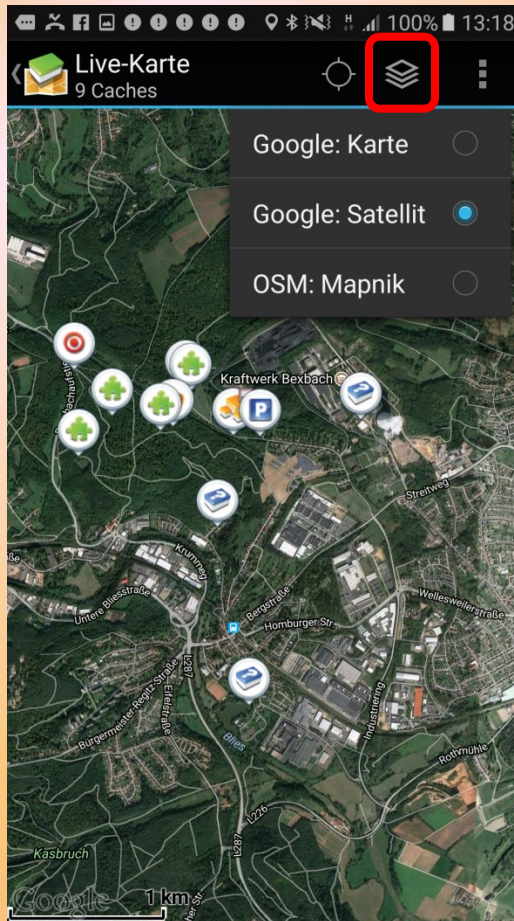 100% 13:18
Live-Karte
9 Caches
Google: Karte
Google: Satellit
OSM: Mapnik
Kraftwerk Bexbach
P
Streitweg
Krummeg
Untere Bliesstraße
Bergstraße
Wellesweilerstraße
Homburger Str.
L287
Bürgermeister-Regitz-Straße
Eifelstraße
Industriering
Blies
Rothmühle
L226
L287
Kasbruch
Google
1 km